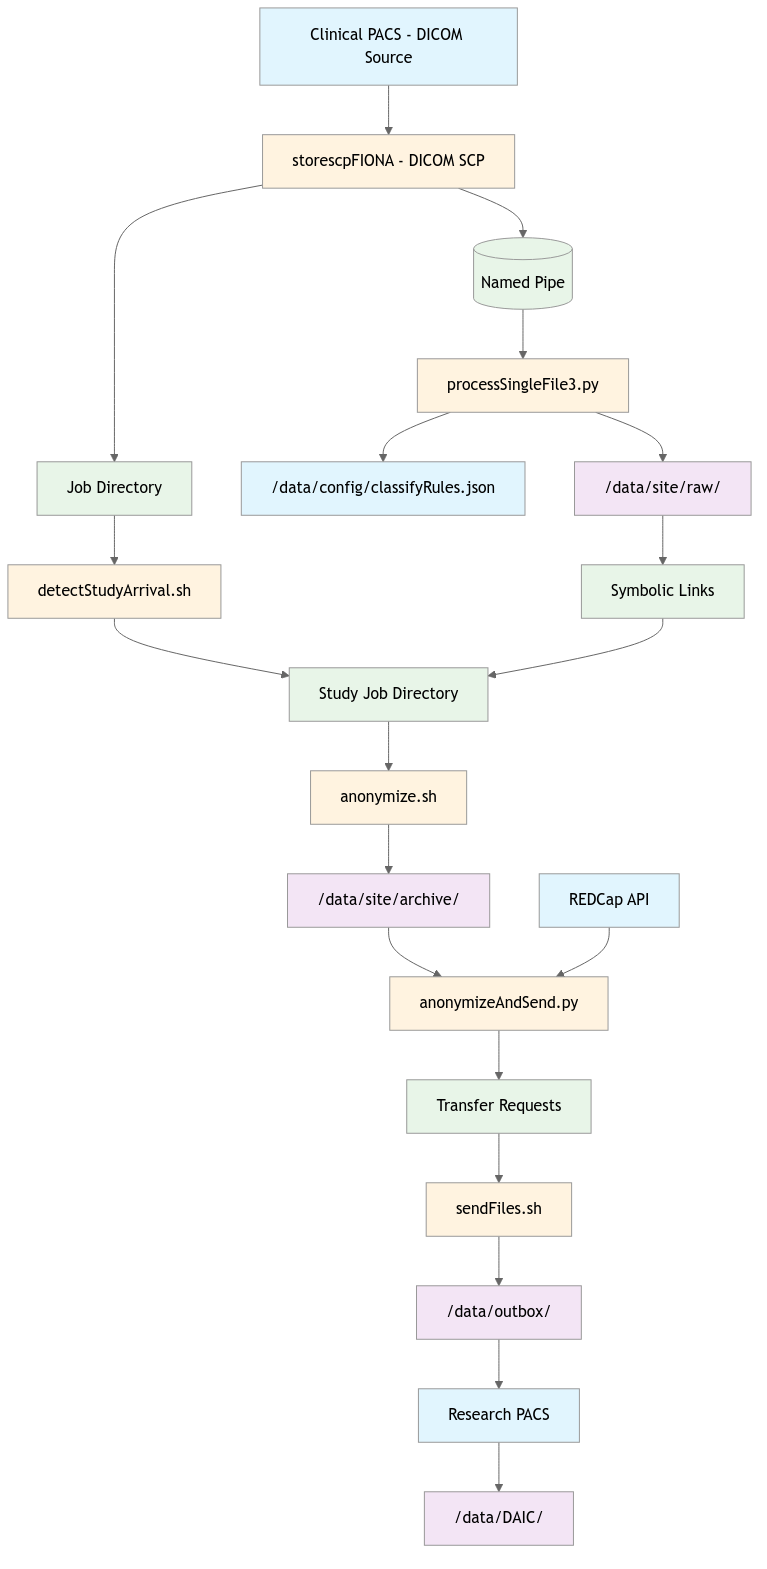 Clinical PACS - DICOM
Source
storescpFIONA - DICOM SCP
Named Pipe
processSingleFile3.py
Job Directory
/data/config/classifyRules.json
/data/site/raw/
detectStudyArrival.sh
Symbolic Links
Study Job Directory
anonymize.sh
/data/site/archive/
REDCap API
anonymizeAndSend.py
Transfer Requests
sendFiles.sh
/data/outbox/
Research PACS
/data/DAIC/